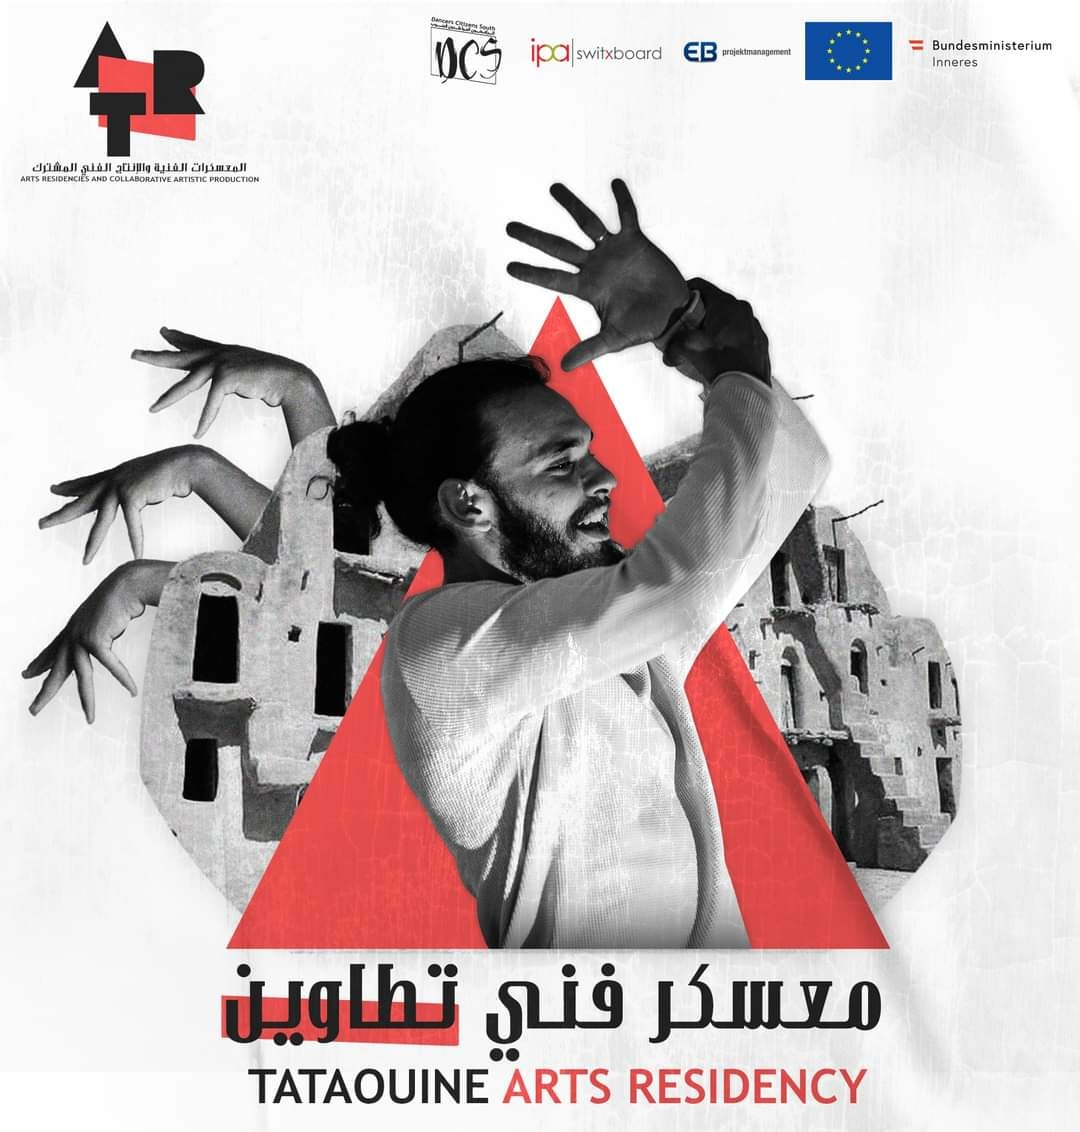 ATR
المعسكرات الفنية والإنتاج الفني المشترك
ARTS RESIDENCIES AND COLLABORATIVE ARTISTIC PRODUCTION
Dancers Citizens South
DCS
ipa switxboard
EB projektmanagement
Bundesministerium
Inneres
معسكر فني تطاوين
TATAOUINE ARTS RESIDENCY